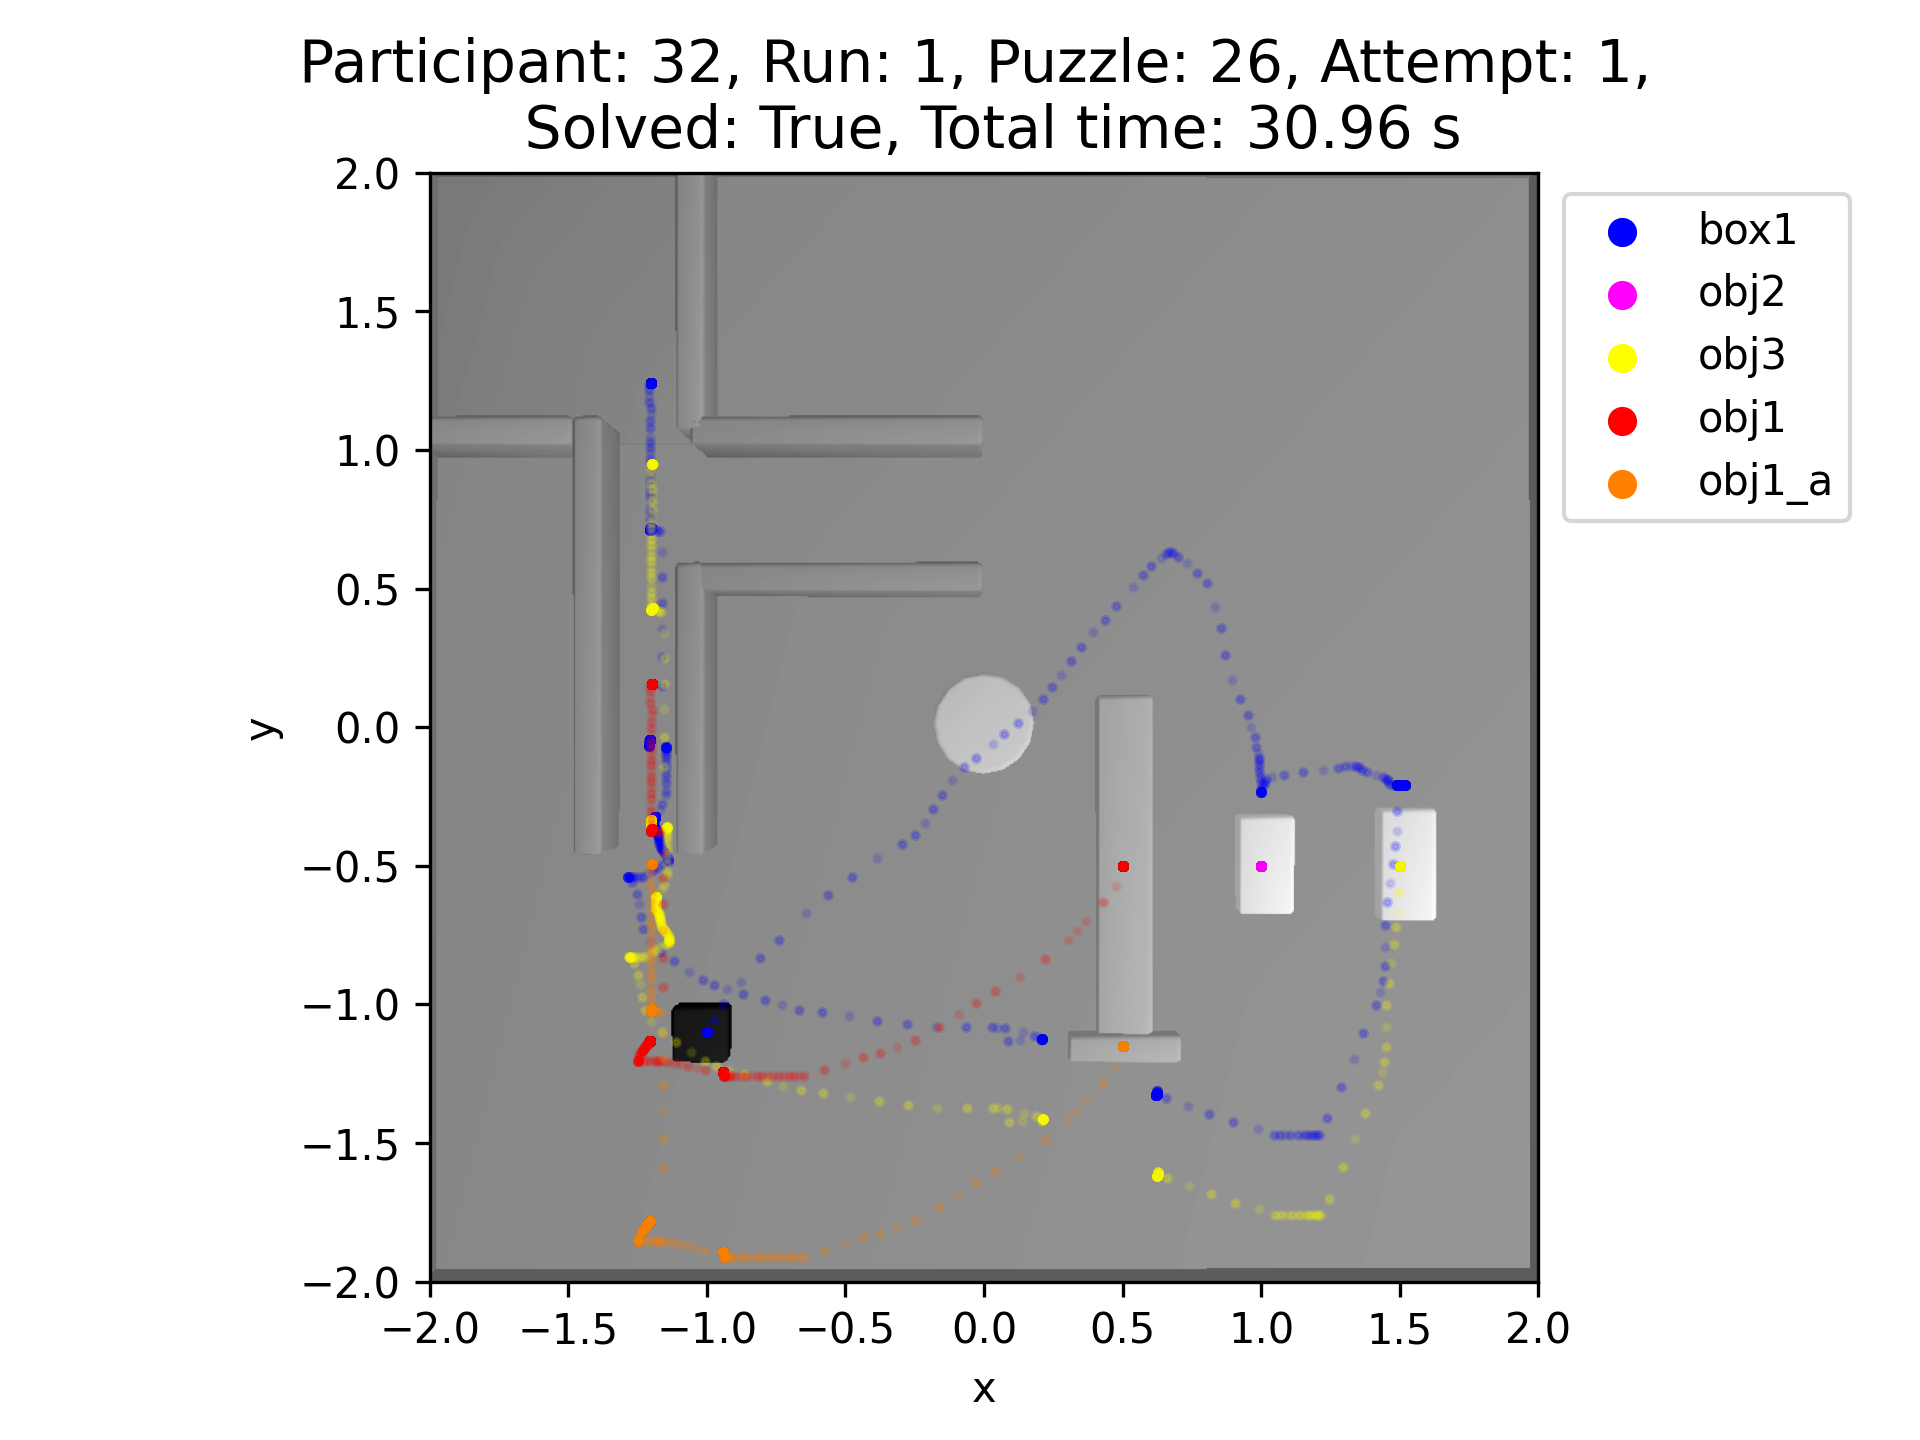 Participant: 32, Run: 1, Puzzle: 26, Attempt: 1,
Solved: True, Total time: 30.96 s
2.0
1.5
1.0
0.5
0.0
−0.5
−1.0
−1.5
−2.0
y
−2.0 −1.5 −1.0 −0.5 0.0 0.5 1.0 1.5 2.0
x
box1
obj2
obj3
obj1
obj1_a